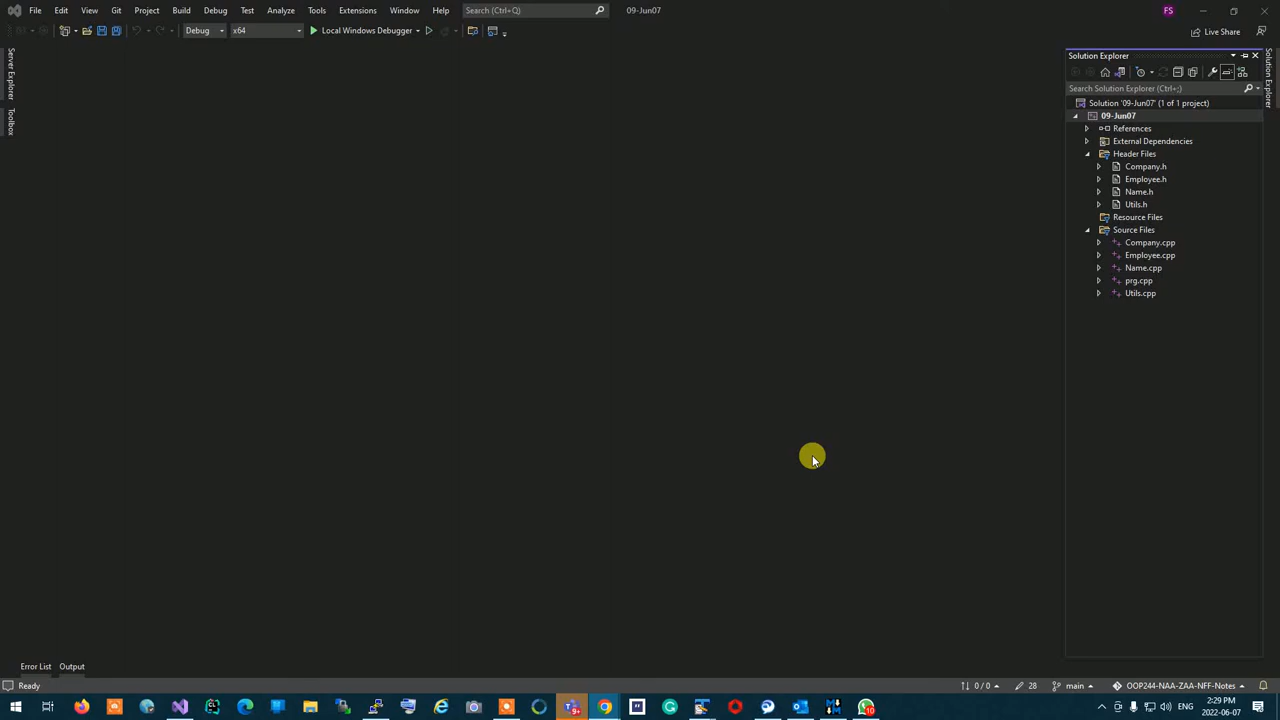 File Edit View Git Project Build Debug Test Analyze Tools Extensions Window Help Search (Ctrl+Q) 09-Jun07 FS
Debug x64 Local Windows Debugger Live Share
Server Explorer
Toolbox
Solution Explorer
Solution Explorer
Search Solution Explorer (Ctrl+;)
Solution '09-Jun07' (1 of 1 project)
09-Jun07
References
External Dependencies
Header Files
Company.h
Employee.h
Name.h
Utils.h
Resource Files
Source Files
Company.cpp
Employee.cpp
Name.cpp
prg.cpp
Utils.cpp
Error List Output
Ready 0 / 0 28 main OOP244-NAA-ZAA-NFF-Notes
9+ 10 ENG 2:29 PM
2022-06-07